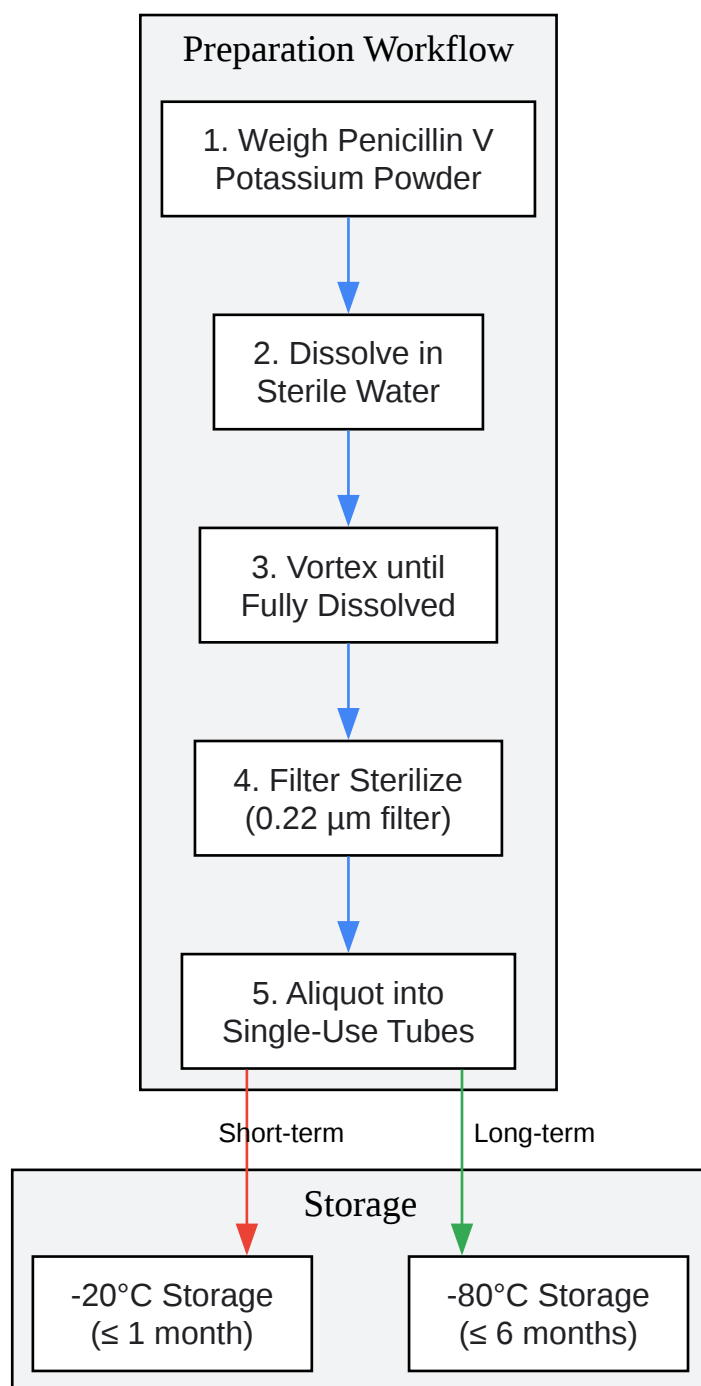 Preparation Workflow
1. Weigh Penicillin V
Potassium Powder
2. Dissolve in
Sterile Water
3. Vortex until
Fully Dissolved
4. Filter Sterilize
(0.22 µm filter)
5. Aliquot into
Single-Use Tubes
Short-term
Long-term
Storage
-20°C Storage
(≤ 1 month)
-80°C Storage
(≤ 6 months)